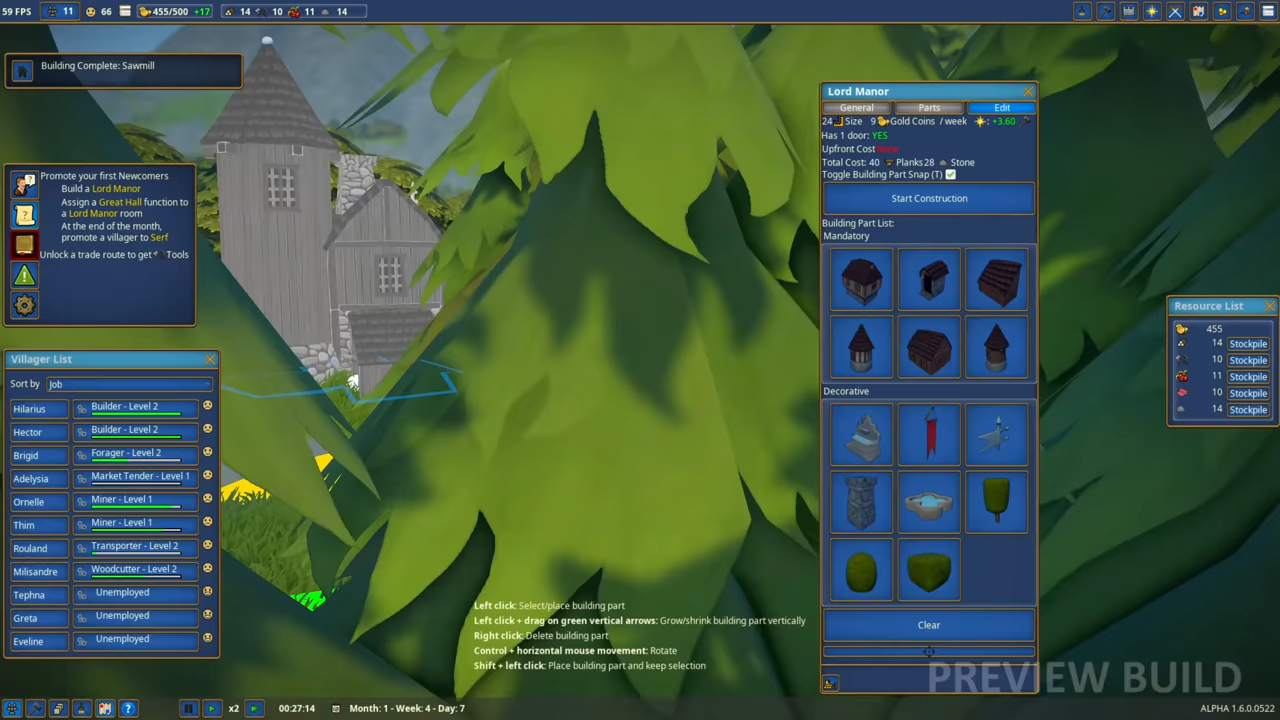 59 FPS
11
66
455/500 +17
14 10 11 14
Building Complete: Sawmill
Promote your first Newcomers
Build a Lord Manor
Assign a Great Hall function to
a Lord Manor room
At the end of the month,
promote a villager to Serf
Unlock a trade route to get Tools
Villager List
Sort by Job
Hilarius Builder - Level 2
Hector Builder - Level 2
Brigid Forager - Level 2
Adelysia Market Tender - Level 1
Ornelle Miner - Level 1
Thim Miner - Level 1
Rouland Transporter - Level 2
Milisandre Woodcutter - Level 2
Tephna Unemployed
Greta Unemployed
Eveline Unemployed
Lord Manor
General Parts Edit
24 Size 9 Gold Coins / week : +3.60
Has 1 door: YES
Upfront Cost None
Total Cost: 40 Planks 28 Stone
Toggle Building Part Snap (T)
Start Construction
Building Part List:
Mandatory
Decorative
Clear
Resource List
455
14 Stockpile
10 Stockpile
11 Stockpile
10 Stockpile
14 Stockpile
Left click: Select/place building part
Left click + drag on green vertical arrows: Grow/shrink building part vertically
Right click: Delete building part
Control + horizontal mouse movement: Rotate
Shift + left click: Place building part and keep selection
PREVIEW BUILD
x2 00:27:14 Month: 1 - Week: 4 - Day: 7
ALPHA 1.6.0.0522